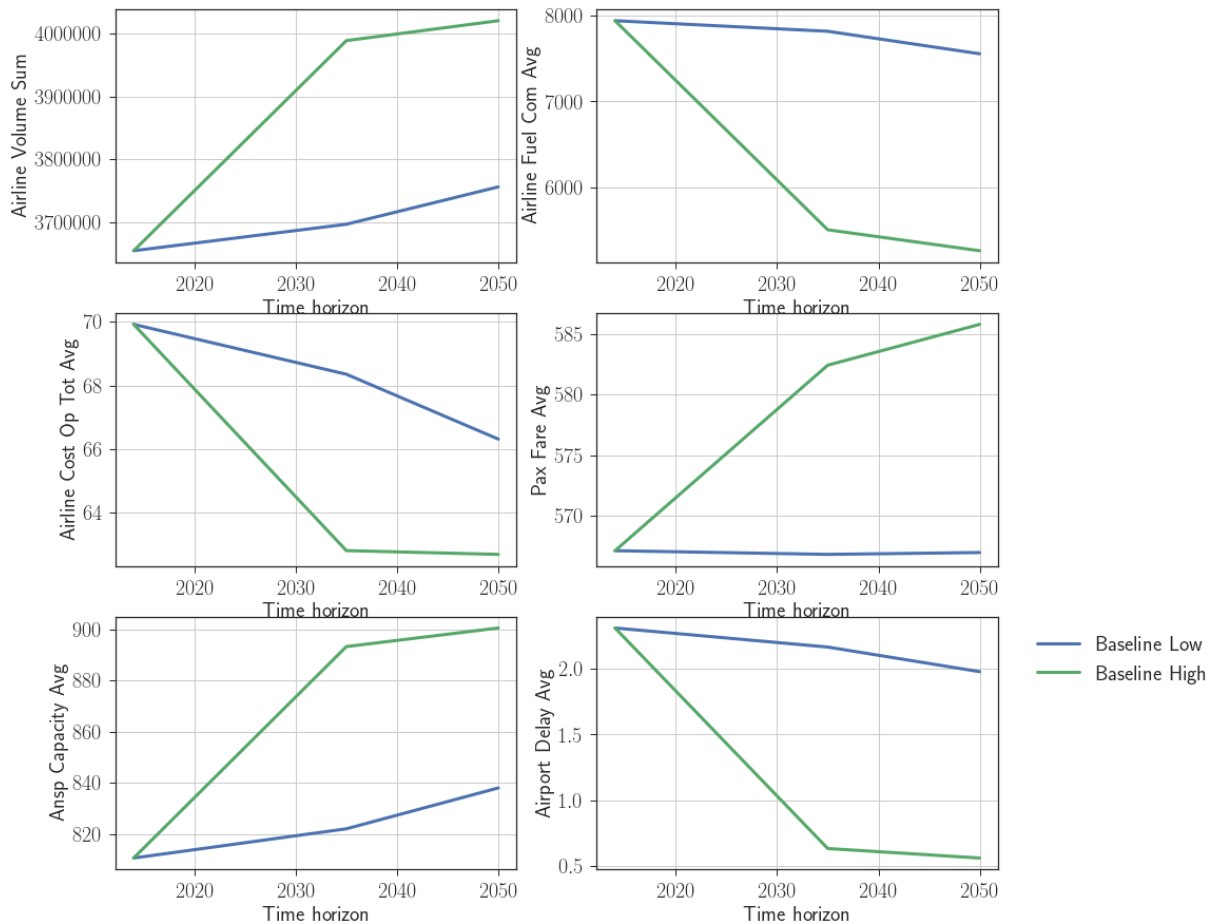 4000000
3900000
3800000
3700000
Airline Volume Sum
2020 2030 2040 2050
Time horizon
8000
7000
6000
Airline Fuel Com Avg
2020 2030 2040 2050
Time horizon
70
68
66
64
Airline Cost Op Tot Avg
2020 2030 2040 2050
Time horizon
585
580
575
570
Pax Fare Avg
2020 2030 2040 2050
Time horizon
900
880
860
840
820
Ansp Capacity Avg
2020 2030 2040 2050
Time horizon
2.0
1.5
1.0
0.5
Airport Delay Avg
2020 2030 2040 2050
Time horizon
Baseline Low
Baseline High